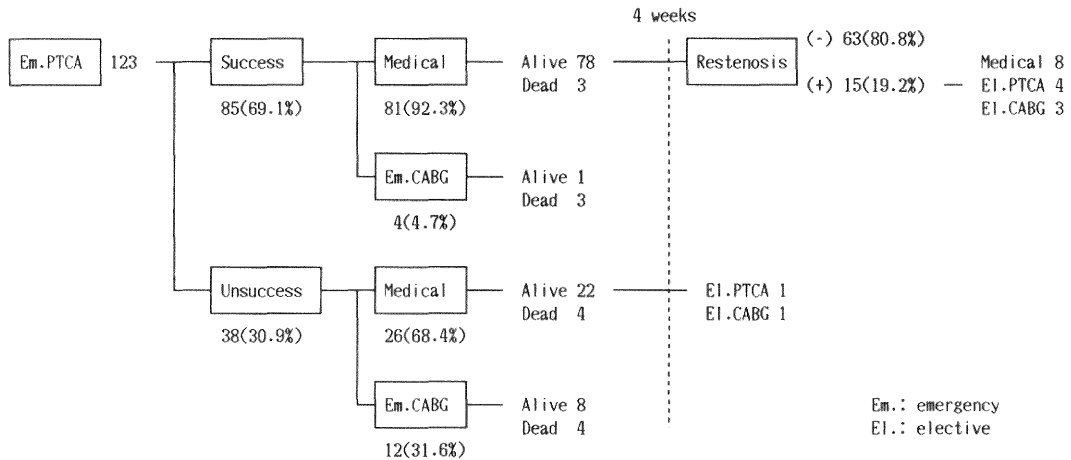 4 weeks
Em.PTCA 123
Success
85(69.1%)
Medical
81(92.3%)
Alive 78
Dead 3
Restenosis
(-) 63(80.8%)
(+) 15(19.2%)
Medical 8
El.PTCA 4
El.CABG 3
Em.CABG
4(4.7%)
Alive 1
Dead 3
Unsuccess
38(30.9%)
Medical
26(68.4%)
Alive 22
Dead 4
El.PTCA 1
El.CABG 1
Em.CABG
12(31.6%)
Alive 8
Dead 4
Em.: emergency
El.: elective